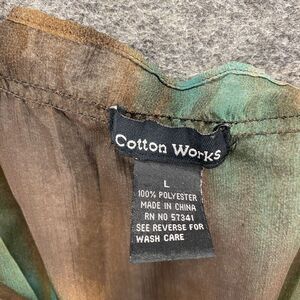 Cotton Works
L
100% POLYESTER
MADE IN CHINA
RN NO 57341
SEE REVERSE FOR
WASH CARE